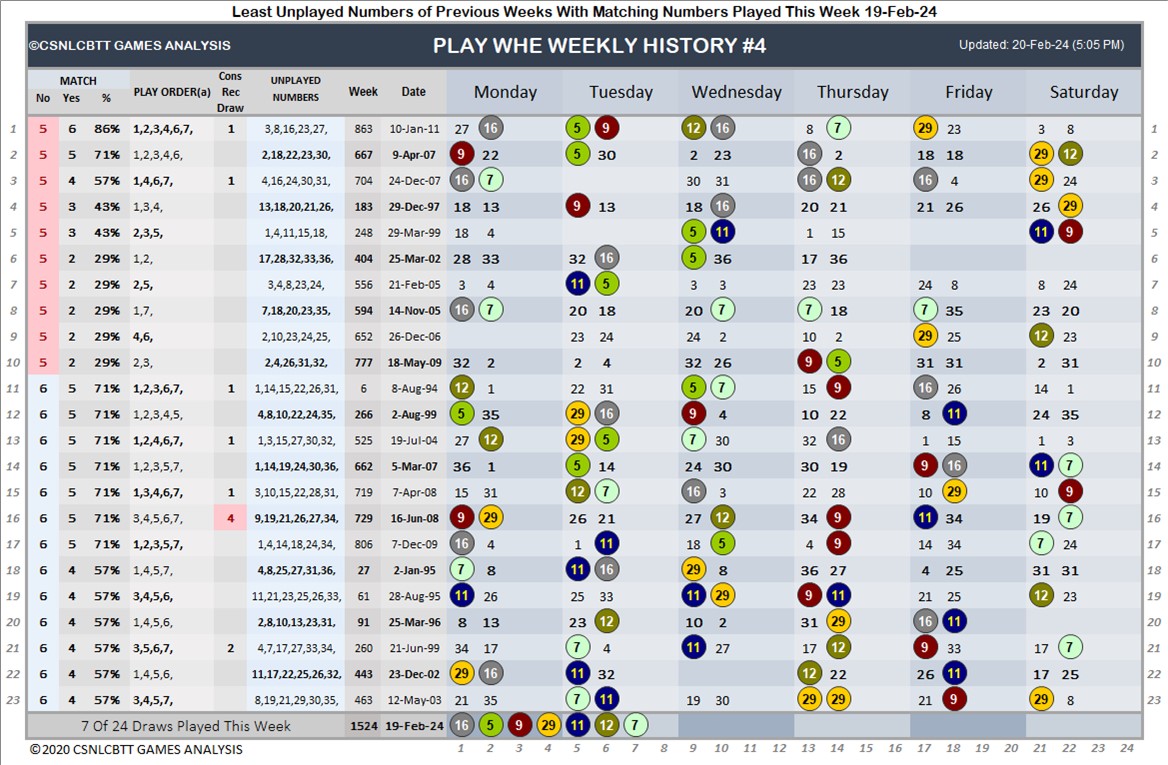 Least Unplayed Numbers of Previous Weeks With Matching Numbers Played This Week 19-Feb-24
©CSNLCBTT GAMES ANALYSIS PLAY WHE WEEKLY HISTORY #4 Updated: 20-Feb-24 (5:05 PM)
MATCH Cons Rec Draw UNPLAYED NUMBERS
No Yes % PLAY ORDER(a) Week Date Monday Tuesday Wednesday Thursday Friday Saturday
1 5 6 86% 1,2,3,4,6,7, 1 3,8,16,23,27, 863 10-Jan-11 27 16 5 9 12 16 8 7 29 23 3 8 1
2 5 5 71% 1,2,3,4,6, 2,18,22,23,30, 667 9-Apr-07 9 22 5 30 2 23 16 2 18 18 29 12 2
3 5 4 57% 1,4,6,7, 1 4,16,24,30,31, 704 24-Dec-07 16 7 30 31 16 12 16 4 29 24 3
4 5 3 43% 1,3,4, 13,18,20,21,26, 183 29-Dec-97 18 13 9 13 18 16 20 21 21 26 26 29 4
5 5 3 43% 2,3,5, 1,4,11,15,18, 248 29-Mar-99 18 4 5 11 1 15 11 9 5
6 5 2 29% 1,2, 17,28,32,33,36, 404 25-Mar-02 28 33 32 16 5 36 17 36 6
7 5 2 29% 2,5, 3,4,8,23,24, 556 21-Feb-05 3 4 11 5 3 3 23 23 24 8 8 24 7
8 5 2 29% 1,7, 7,18,20,23,35, 594 14-Nov-05 16 7 20 18 20 7 7 18 7 35 23 20 8
9 5 2 29% 4,6, 2,10,23,24,25, 652 26-Dec-06 23 24 24 2 10 2 29 25 12 23 9
10 5 2 29% 2,3, 2,4,26,31,32, 777 18-May-09 32 2 2 4 32 26 9 5 31 31 2 31 10
11 6 5 71% 1,2,3,6,7, 1 1,14,15,22,26,31, 6 8-Aug-94 12 1 22 31 5 7 15 9 16 26 14 1 11
12 6 5 71% 1,2,3,4,5, 4,8,10,22,24,35, 266 2-Aug-99 5 35 29 16 9 4 10 22 8 11 24 35 12
13 6 5 71% 1,2,4,6,7, 1 1,3,15,27,30,32, 525 19-Jul-04 27 12 29 5 7 30 32 16 1 15 1 3 13
14 6 5 71% 1,2,3,5,7, 1,14,19,24,30,36, 662 5-Mar-07 36 1 5 14 24 30 30 19 9 16 11 7 14
15 6 5 71% 1,3,4,6,7, 1 3,10,15,22,28,31, 719 7-Apr-08 15 31 12 7 16 3 22 28 10 29 10 9 15
16 6 5 71% 3,4,5,6,7, 4 9,19,21,26,27,34, 729 16-Jun-08 9 29 26 21 27 12 34 9 11 34 19 7 16
17 6 5 71% 1,2,3,5,7, 1,4,14,18,24,34, 806 7-Dec-09 16 4 1 11 18 5 4 9 14 34 7 24 17
18 6 4 57% 1,4,5,7, 4,8,25,27,31,36, 27 2-Jan-95 7 8 11 16 29 8 36 27 4 25 31 31 18
19 6 4 57% 3,4,5,6, 11,21,23,25,26,33, 61 28-Aug-95 11 26 25 33 11 29 9 11 21 25 12 23 19
20 6 4 57% 1,4,5,6, 2,8,10,13,23,31, 91 25-Mar-96 8 13 23 12 10 2 31 29 16 11 20
21 6 4 57% 3,5,6,7, 2 4,7,17,27,33,34, 260 21-Jun-99 34 17 7 4 11 27 17 12 9 33 17 7 21
22 6 4 57% 1,4,5,6, 11,17,22,25,26,32, 443 23-Dec-02 29 16 11 32 12 22 26 11 17 25 22
23 6 4 57% 3,4,5,7, 8,19,21,29,30,35, 463 12-May-03 21 35 7 11 19 30 29 29 21 9 29 8 23
7 Of 24 Draws Played This Week 1524 19-Feb-24 16 5 9 29 11 12 7
© 2020 CSNLCBTT GAMES ANALYSIS 1 2 3 4 5 6 7 8 9 10 11 12 13 14 15 16 17 18 19 20 21 22 23 24